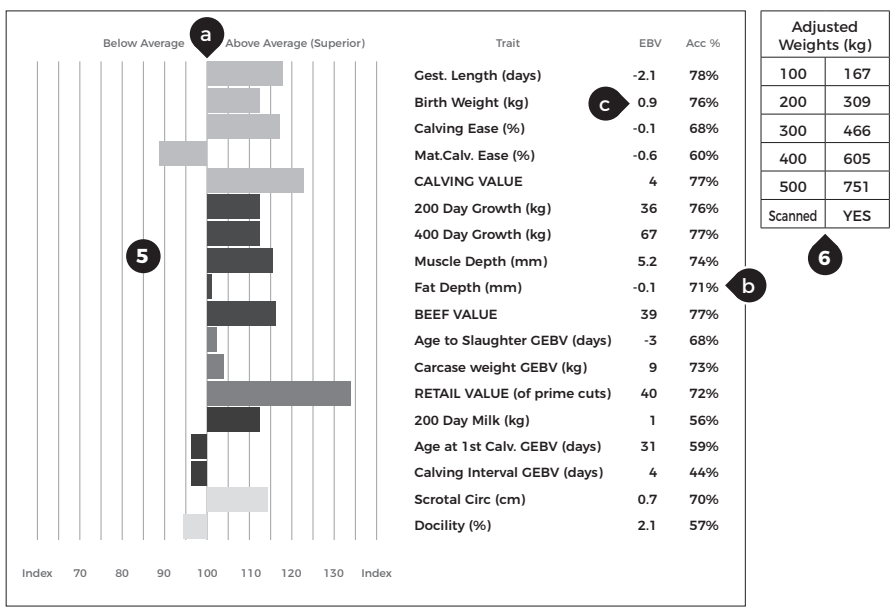 a
Below Average Above Average (Superior) Trait EBV Acc %
Gest. Length (days) -2.1 78%
Birth Weight (kg) c 0.9 76%
Calving Ease (%) -0.1 68%
Mat.Calv. Ease (%) -0.6 60%
CALVING VALUE 4 77%
200 Day Growth (kg) 36 76%
5 400 Day Growth (kg) 67 77%
Muscle Depth (mm) 5.2 74%
Fat Depth (mm) -0.1 71% b
BEEF VALUE 39 77%
Age to Slaughter GEBV (days) -3 68%
Carcase weight GEBV (kg) 9 73%
RETAIL VALUE (of prime cuts) 40 72%
200 Day Milk (kg) 1 56%
Age at 1st Calv. GEBV (days) 31 59%
Calving Interval GEBV (days) 4 44%
Scrotal Circ (cm) 0.7 70%
Docility (%) 2.1 57%
Index 70 80 90 100 110 120 130 Index
Adjusted
Weights (kg)
100 167
200 309
300 466
400 605
500 751
Scanned YES
6